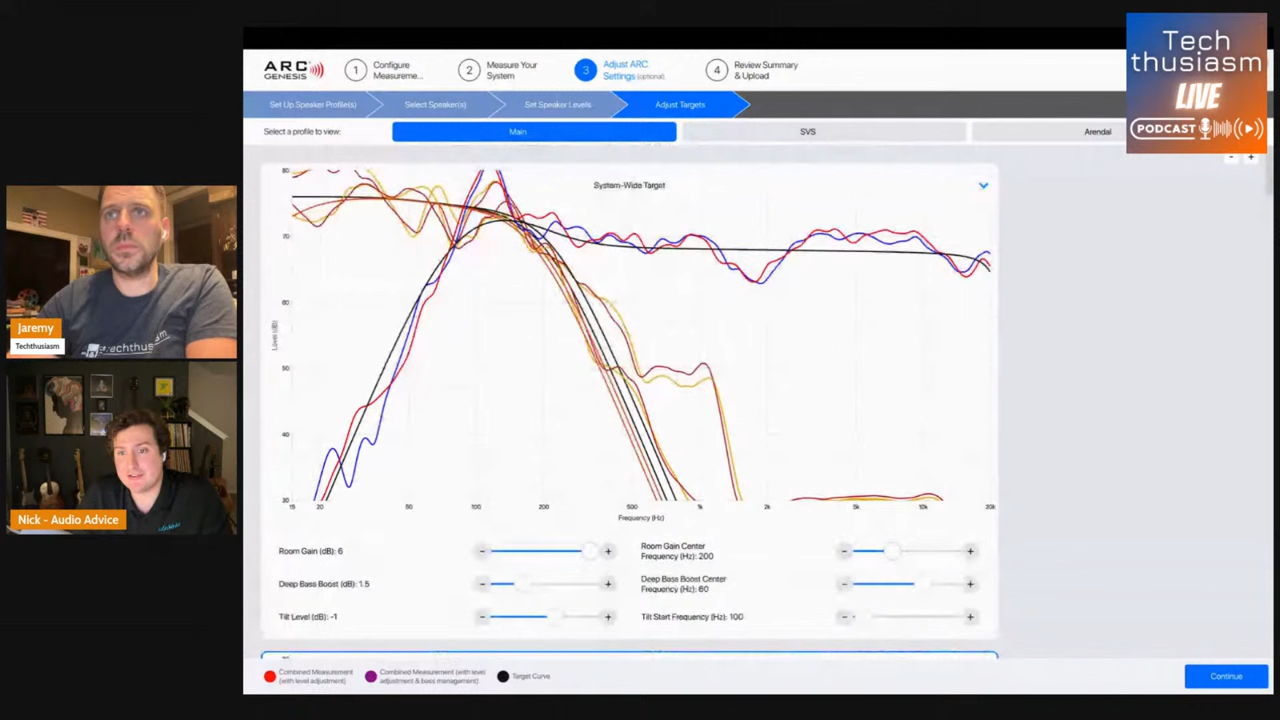 ARC
GENESIS
1
Configure
Measureme...
2
Measure Your
System
3
Adjust ARC
Settings (optional)
4
Review Summary
& Upload
Tech
thusiasm
LIVE
PODCAST
Set Up Speaker Profile(s)
Select Speaker(s)
Set Speaker Levels
Adjust Targets
Select a profile to view:
Main
SVS
Arendal
- +
System-Wide Target
80
70
60
50
40
30
Level (dB)
15
20
50
100
200
500
1k
2k
5k
10k
20k
Frequency (Hz)
Room Gain (dB): 6
Room Gain Center
Frequency (Hz): 200
Deep Bass Boost (dB): 1.5
Deep Bass Boost Center
Frequency (Hz): 60
Tilt Level (dB): -1
Tilt Start Frequency (Hz): 100
Combined Measurement
(with level adjustment)
Combined Measurement (with level
adjustment & bass management)
Target Curve
Continue
Jaremy
Techthusiasm
Nick - Audio Advice